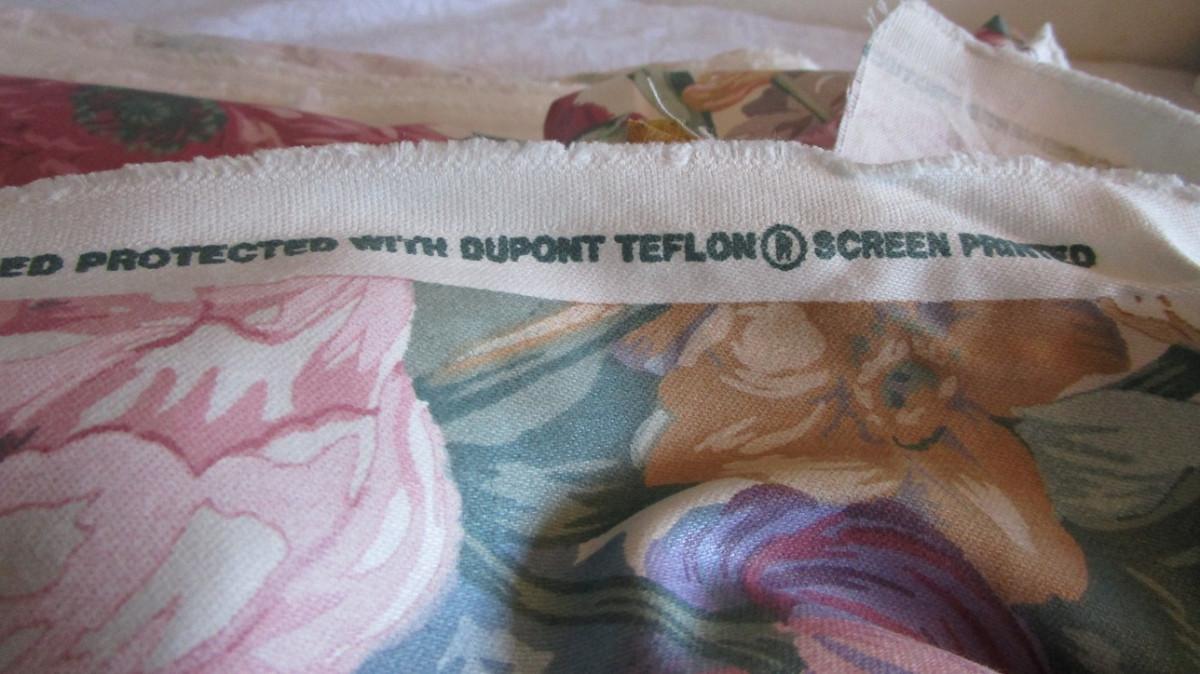 ED PROTECTED WITH DUPONT TEFLON® SCREEN PRINTED